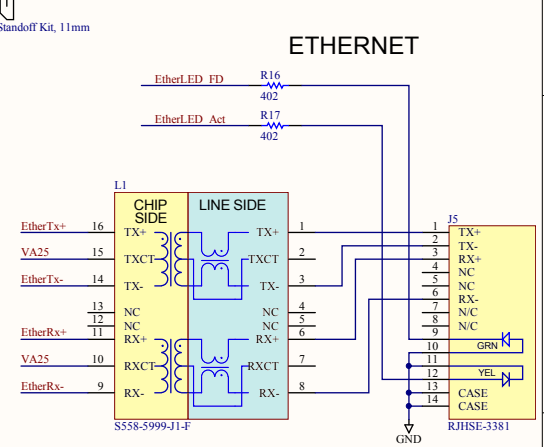 Standoff Kit, 11mm
ETHERNET
EtherLED_FD
R16
402
EtherLED_Act
R17
402
L1
CHIP SIDE
LINE SIDE
J5
EtherTx+ 16 TX+ TX+ 1
VA25 15 TXCT TXCT 2
EtherTx- 14 TX- TX- 3
13 NC NC 4
12 NC NC 5
EtherRx+ 11 RX+ RX+ 6
VA25 10 RXCT RXCT 7
EtherRx- 9 RX- RX- 8
S558-5999-J1-F
1 TX+
2 TX-
3 RX+
4 NC
5 NC
6 RX-
7 N/C
8 N/C
9
10 GRN
11
12 YEL
13 CASE
14 CASE
RJHSE-3381
GND